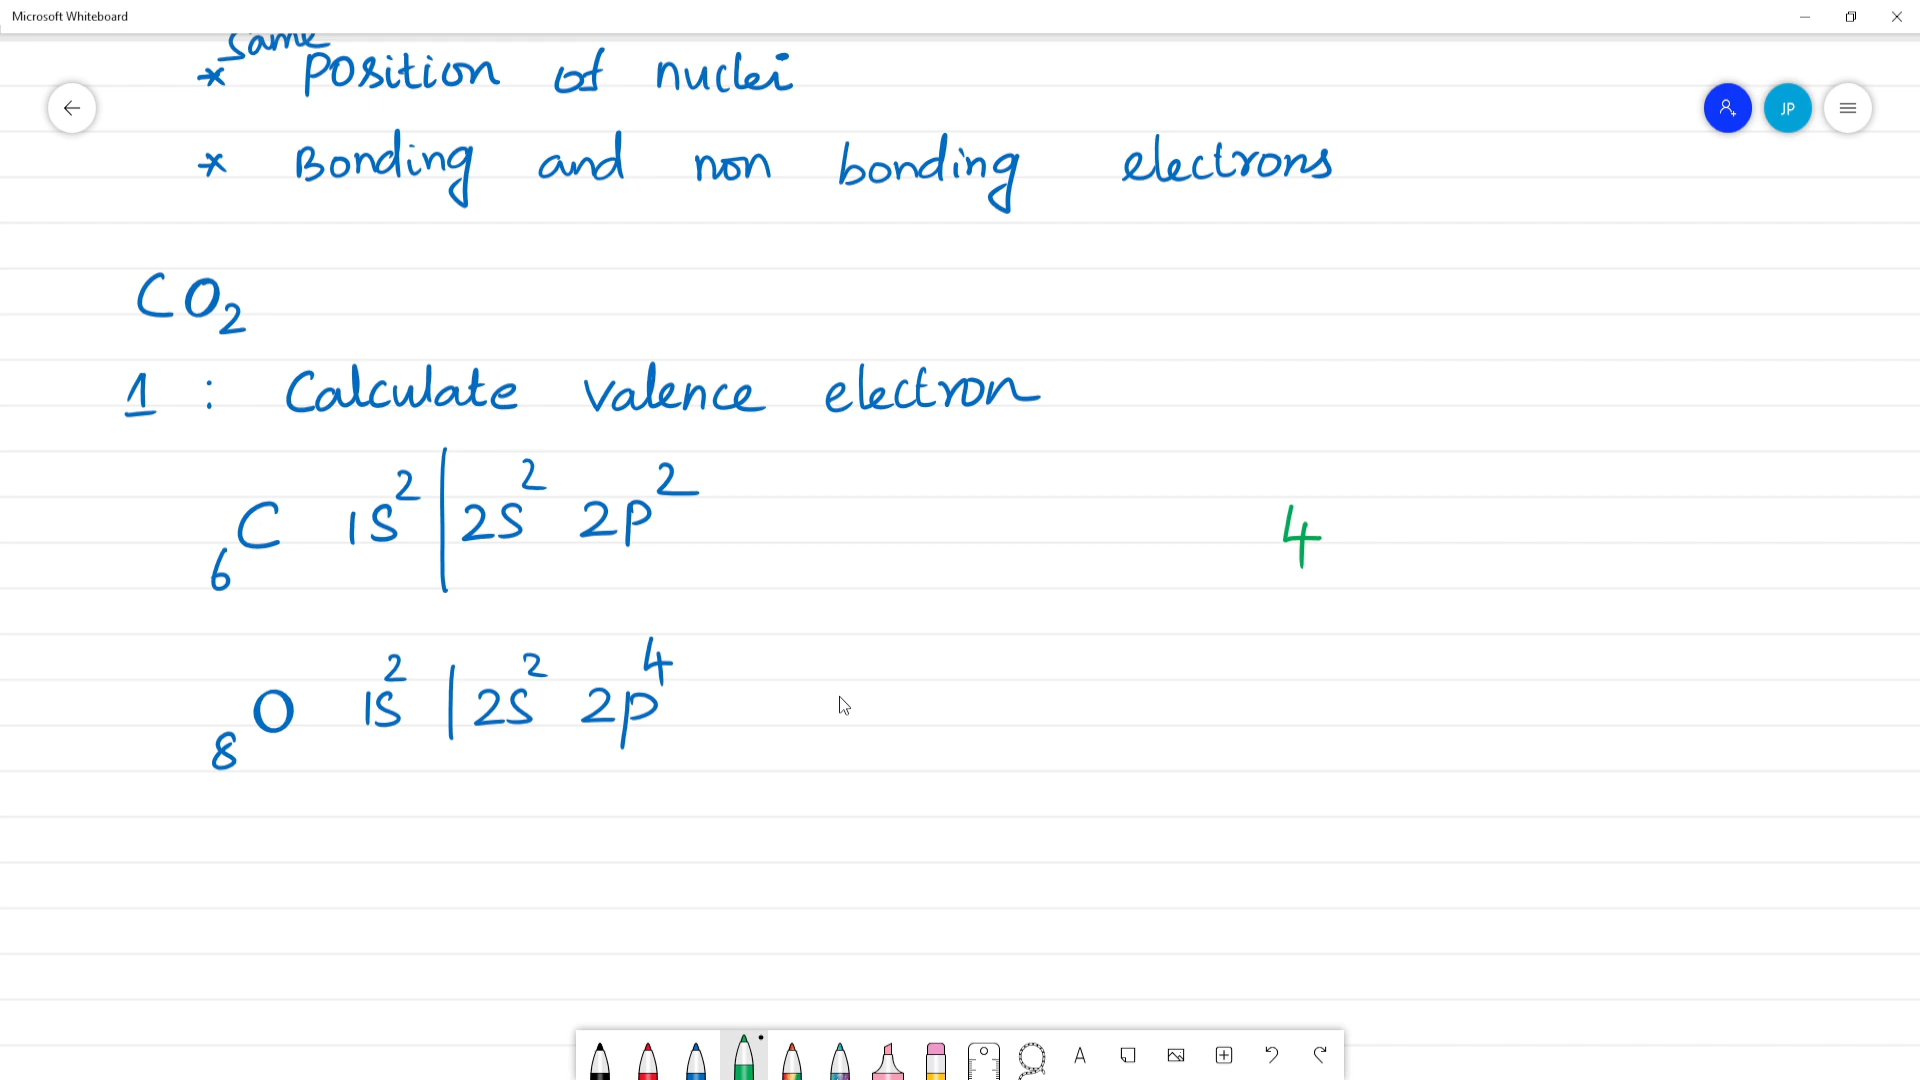 Microsoft Whiteboard
same
* Position of nuclei
JP
* Bonding and non bonding electrons
CO₂
1 : Calculate valence electron
₆C 1S² | 2S² 2P² 4
₈O 1S² | 2S² 2P⁴
A